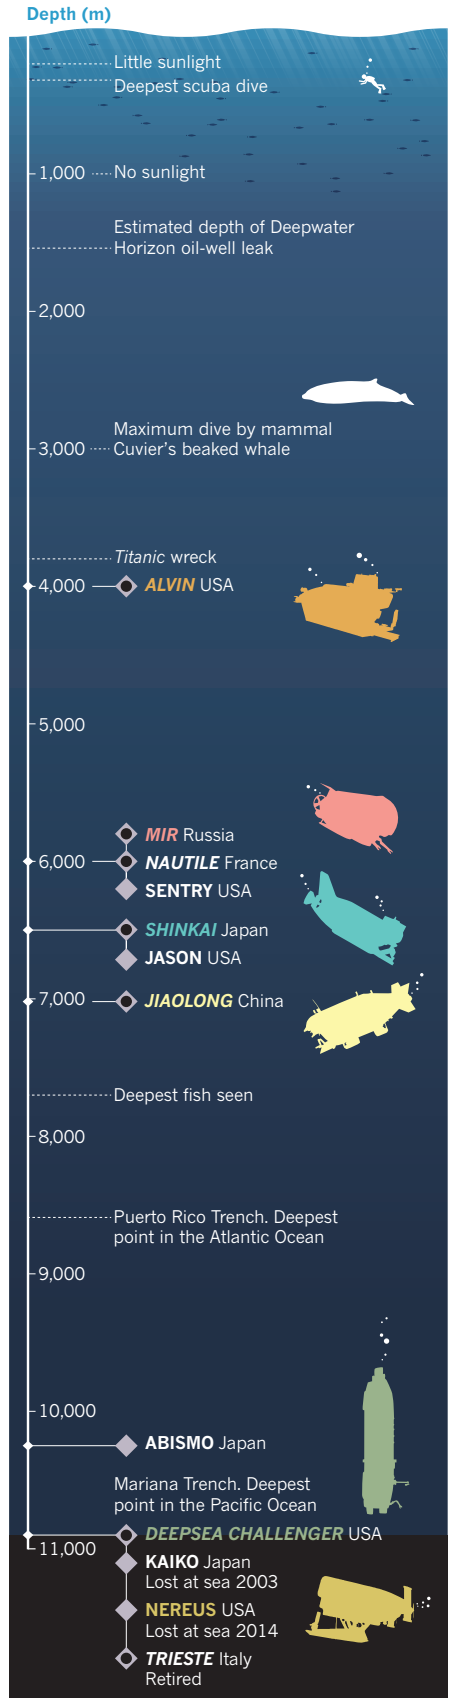 Depth (m)
Little sunlight
Deepest scuba dive
1,000
No sunlight
Estimated depth of Deepwater
Horizon oil-well leak
2,000
Maximum dive by mammal
3,000
Cuvier's beaked whale
Titanic wreck
4,000
ALVIN USA
5,000
MIR Russia
6,000
NAUTILE France
SENTRY USA
SHINKAI Japan
JASON USA
7,000
JIAOLONG China
Deepest fish seen
8,000
Puerto Rico Trench. Deepest
point in the Atlantic Ocean
9,000
10,000
ABISMO Japan
Mariana Trench. Deepest
point in the Pacific Ocean
DEEPSEA CHALLENGER USA
11,000
KAIKO Japan
Lost at sea 2003
NEREUS USA
Lost at sea 2014
TRIESTE Italy
Retired